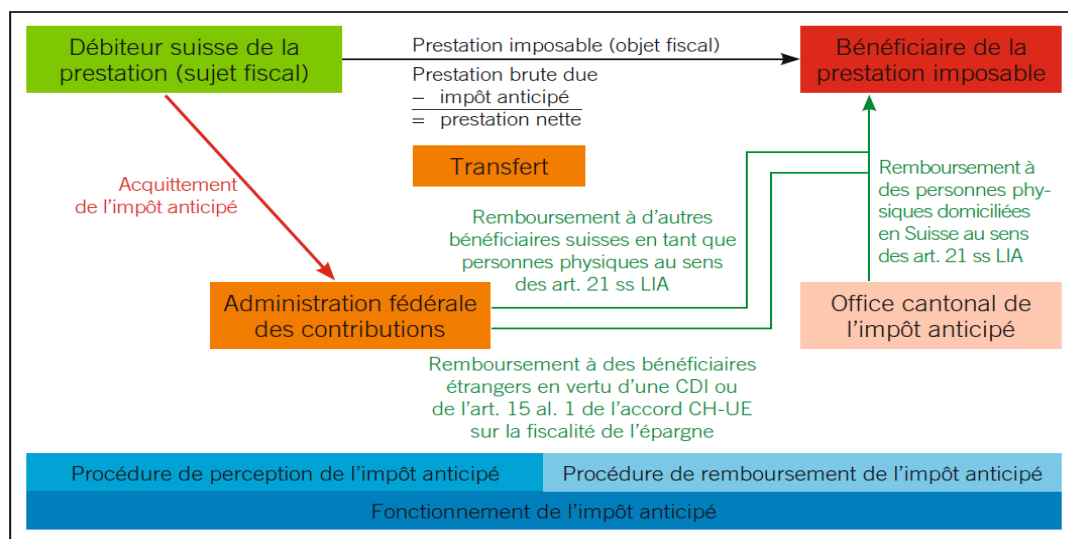 Débiteur suisse de la
prestation (sujet fiscal)
Prestation imposable (objet fiscal)
Prestation brute due
– impôt anticipé
= prestation nette
Bénéficiaire de la
prestation imposable
Transfert
Acquittement
de l'impôt anticipé
Remboursement à d'autres
bénéficiaires suisses en tant que
personnes physiques au sens
des art. 21 ss LIA
Remboursement à
des personnes phy-
siques domiciliées
en Suisse au sens
des art. 21 ss LIA
Administration fédérale
des contributions
Office cantonal de
l'impôt anticipé
Remboursement à des bénéficiaires
étrangers en vertu d'une CDI ou
de l'art. 15 al. 1 de l'accord CH-UE
sur la fiscalité de l'épargne
Procédure de perception de l'impôt anticipé
Procédure de remboursement de l'impôt anticipé
Fonctionnement de l'impôt anticipé